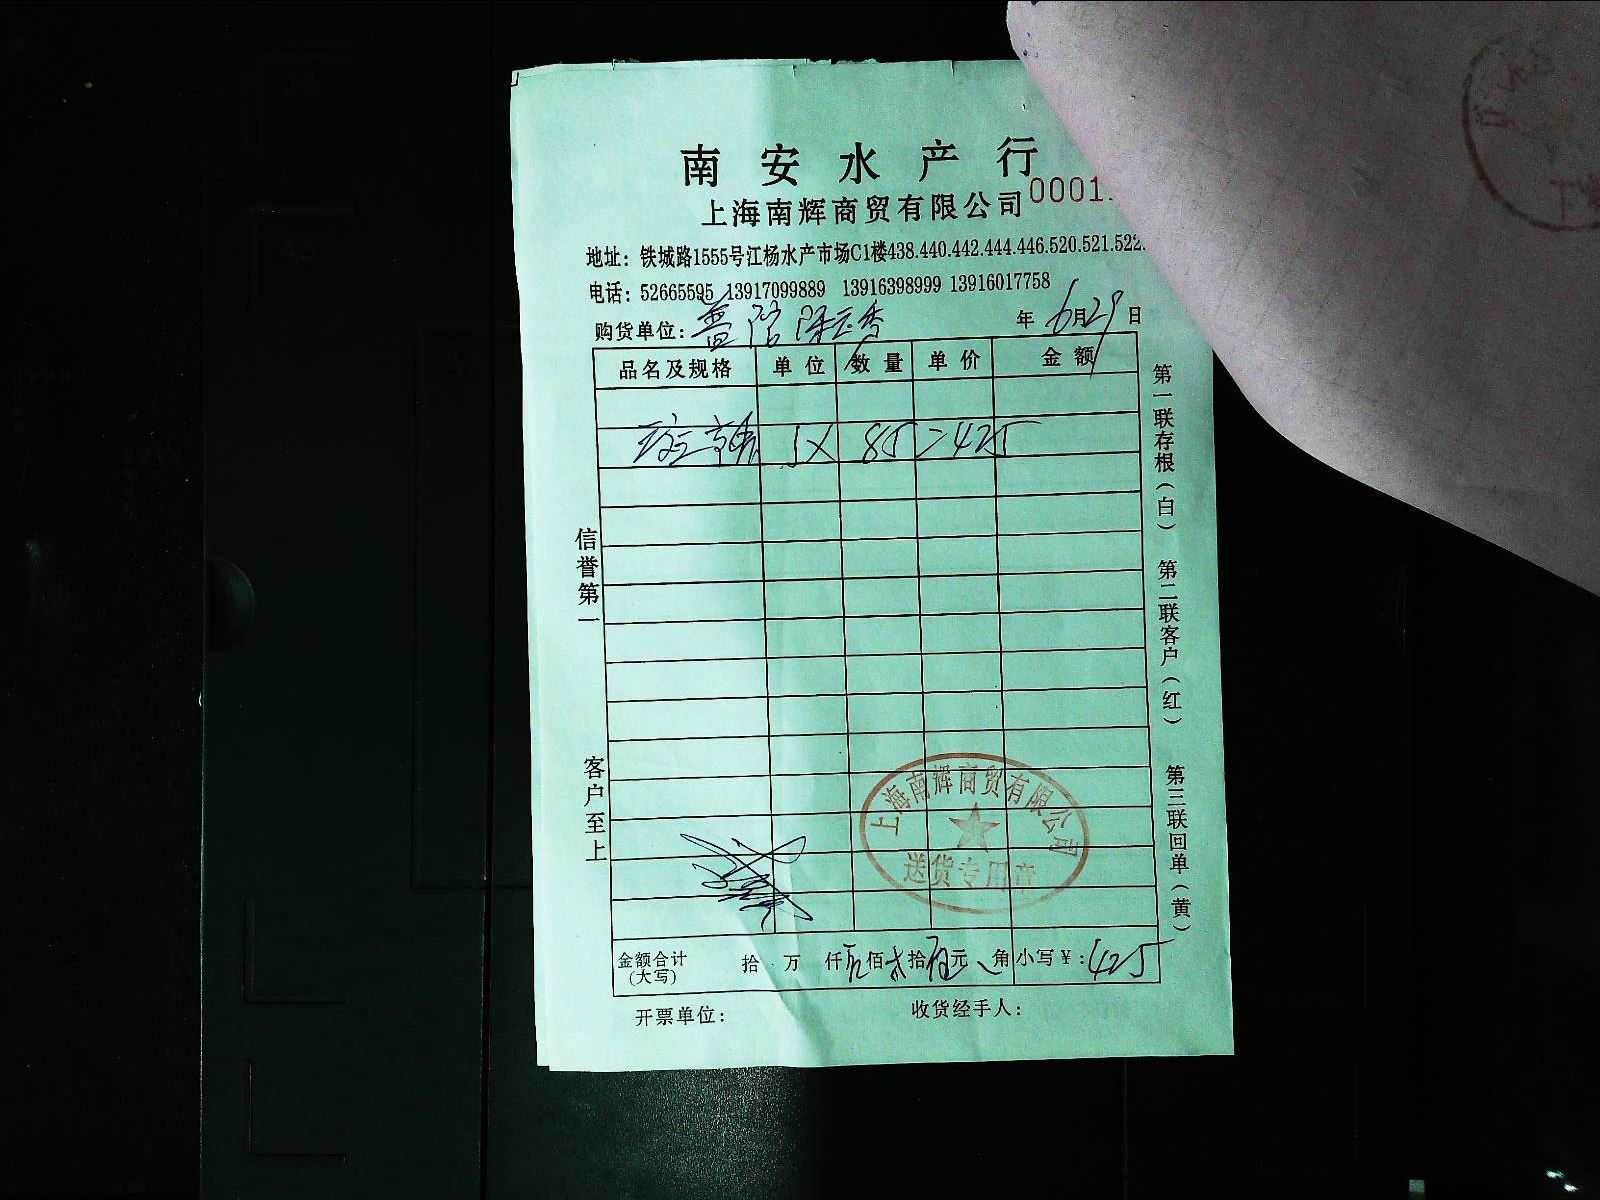 南安水产行
上海南辉商贸有限公司 0001
地址：铁城路1555号江杨水产市场C1楼438.440.442.444.446.520.521.522.
电话：52665595 13917099889 13916398999 13916017758
购货单位： 年 6月29日
品名及规格 单位 数量 单价 金额
5X 85=425
信誉第一
客户至上
第一联存根（白） 第二联客户（红） 第三联回单（黄）
上海南辉商贸有限公司
送货专用章
金额合计（大写） 拾 万 仟 佰 拾伍元 角 小写￥：425
开票单位： 收货经手人：